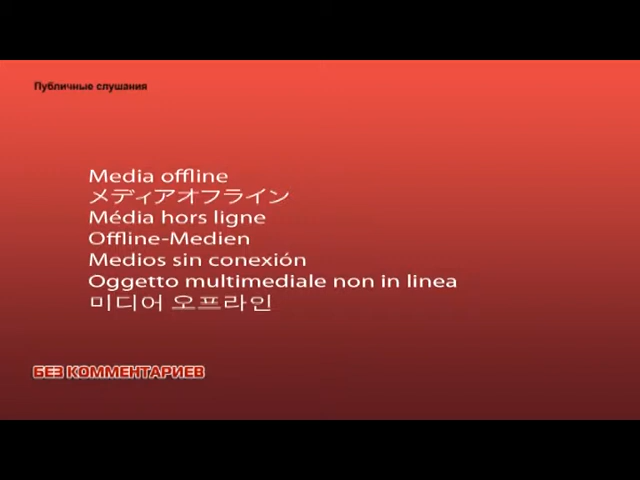 Публичные слушания
Media offline
メディアオフライン
Média hors ligne
Offline-Medien
Medios sin conexión
Oggetto multimediale non in linea
미디어 오프라인
БЕЗ КОММЕНТАРИЕВ